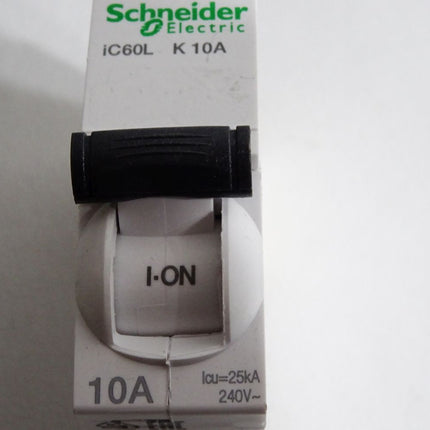 Schneider
Electric
iC60L K 10A
I·ON
10A
Icu=25kA
240V~